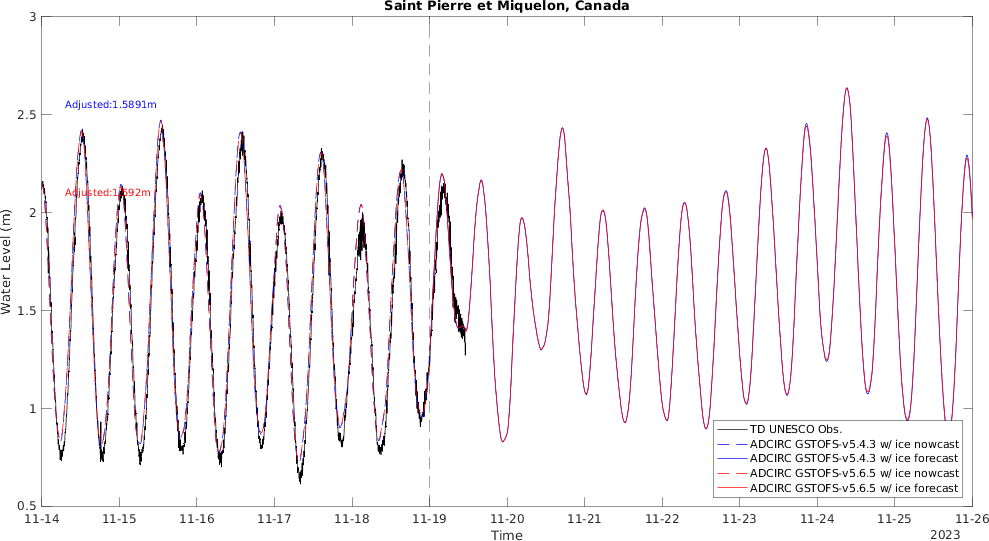 Saint Pierre et Miquelon, Canada
3
2.5
2
1.5
1
0.5
Water Level (m)
Adjusted:1.5891m
Adjusted:1.592m
TD UNESCO Obs.
ADCIRC GSTOFS-v5.4.3 w/ ice nowcast
ADCIRC GSTOFS-v5.4.3 w/ ice forecast
ADCIRC GSTOFS-v5.6.5 w/ ice nowcast
ADCIRC GSTOFS-v5.6.5 w/ ice forecast
11-14 11-15 11-16 11-17 11-18 11-19 11-20 11-21 11-22 11-23 11-24 11-25 11-26
Time
2023